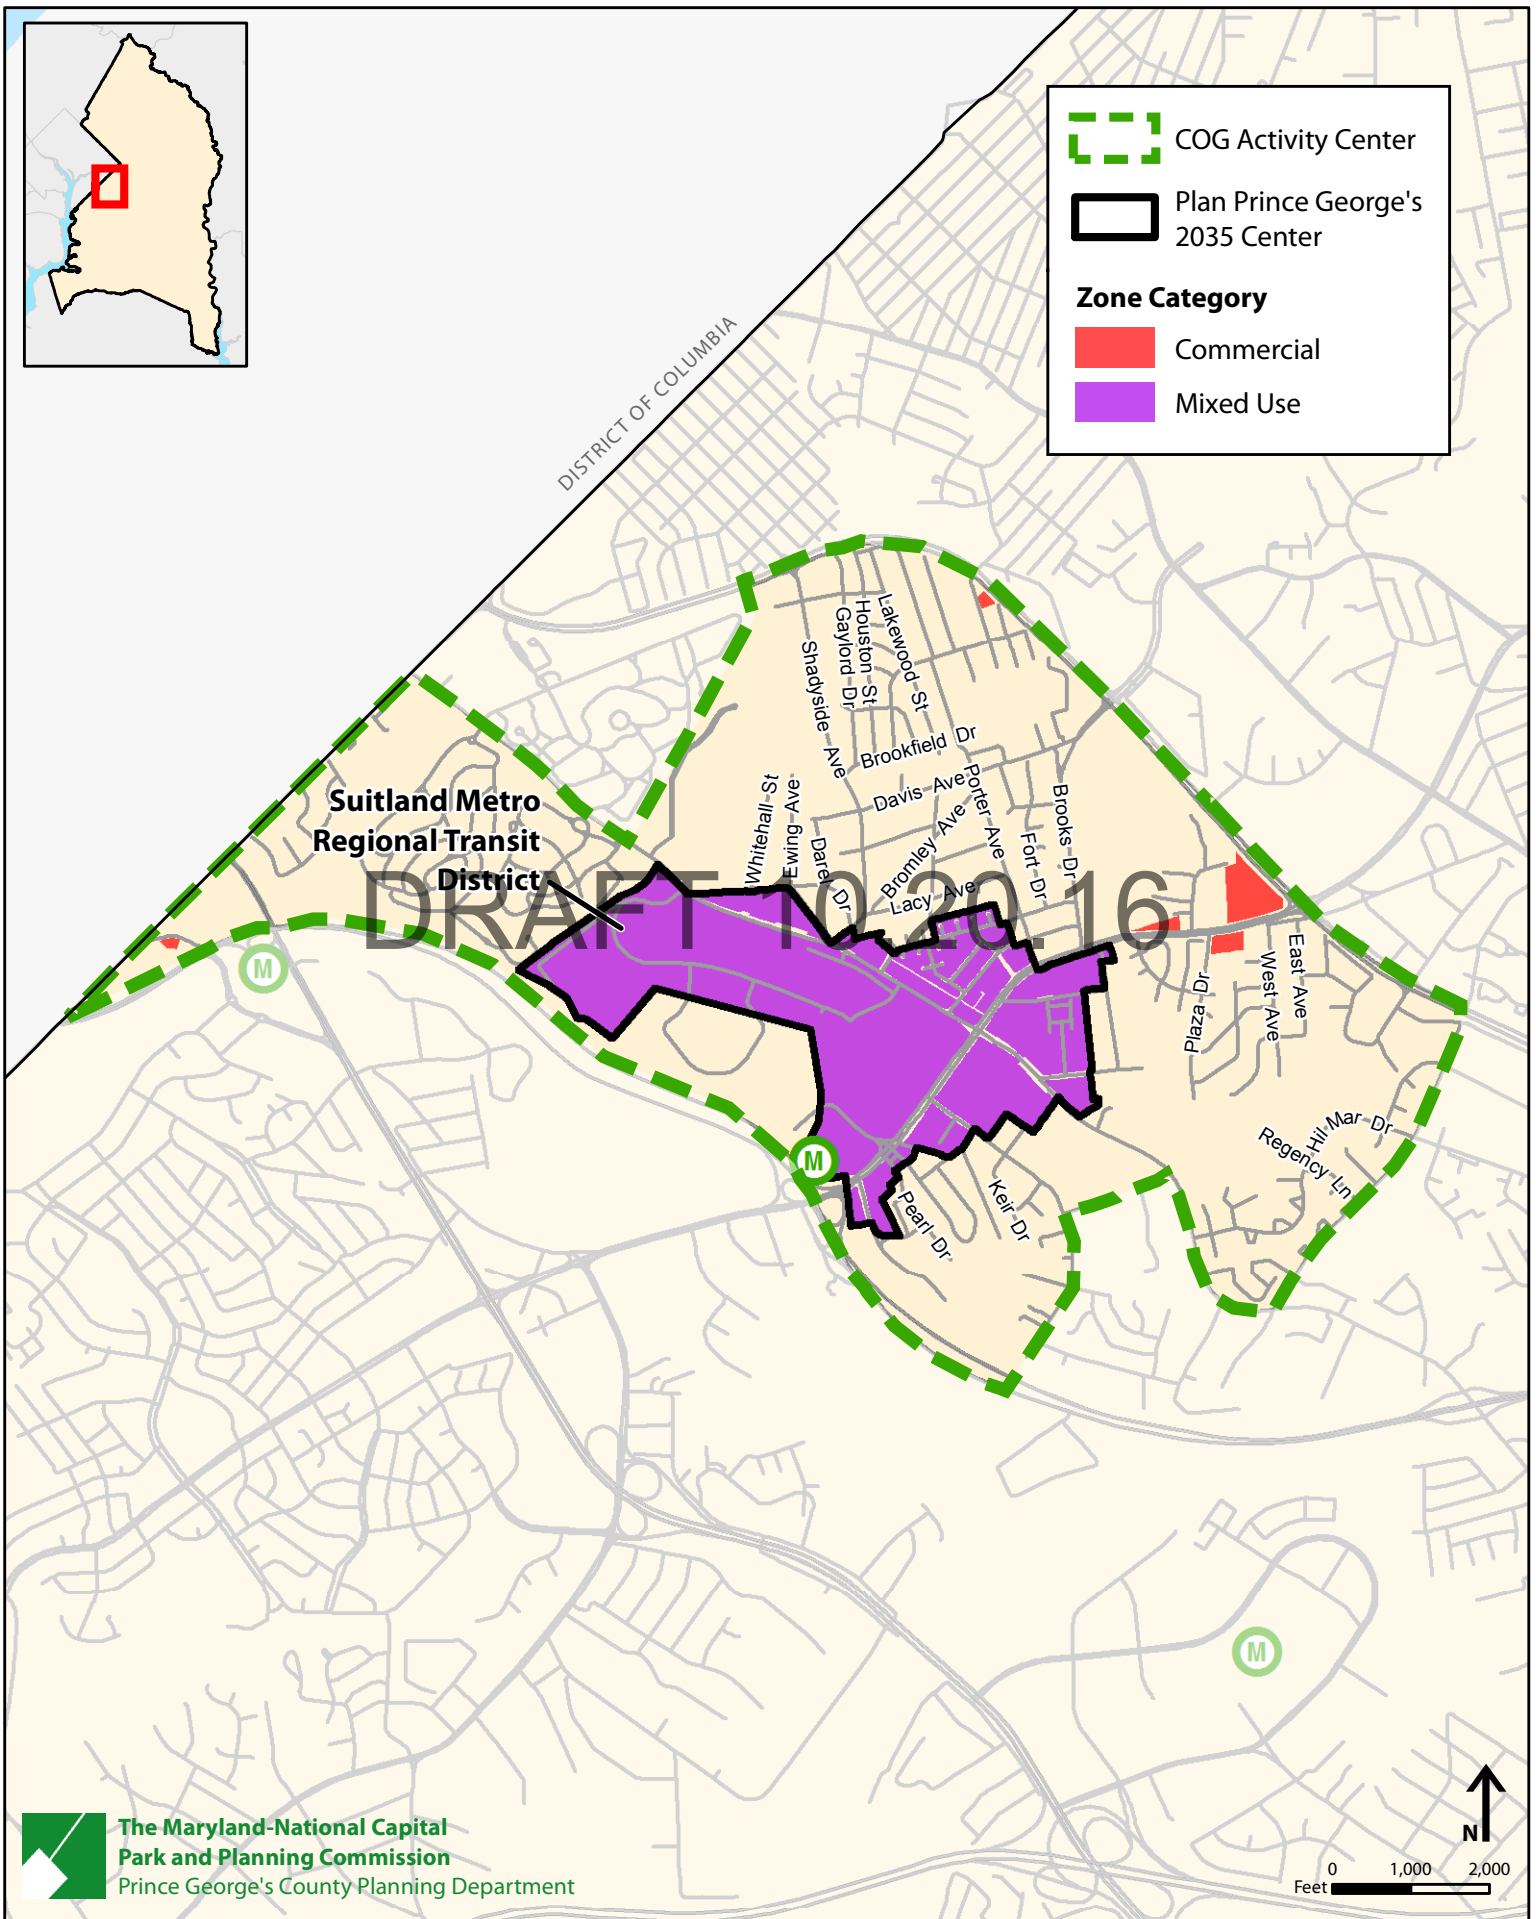 COG Activity Center
Plan Prince George's
2035 Center
Zone Category
Commercial
Mixed Use
DISTRICT OF COLUMBIA
Lakewood St
Houston St
Gaylord Dr
Shadyside Ave
Brookfield Dr
Davis Ave
Porter Ave
Brooks Dr
Whitehall St
Ewing Ave
Darel Dr
Bromley Ave
Fort Dr
Lacy Ave
Suitland Metro
Regional Transit
District
DRAFT 10.20.16
M
East Ave
West Ave
Plaza Dr
Hil Mar Dr
Regency Ln
M
Pearl Dr
Keir Dr
M
N
The Maryland-National Capital
Park and Planning Commission
Prince George's County Planning Department
0 1,000 2,000
Feet